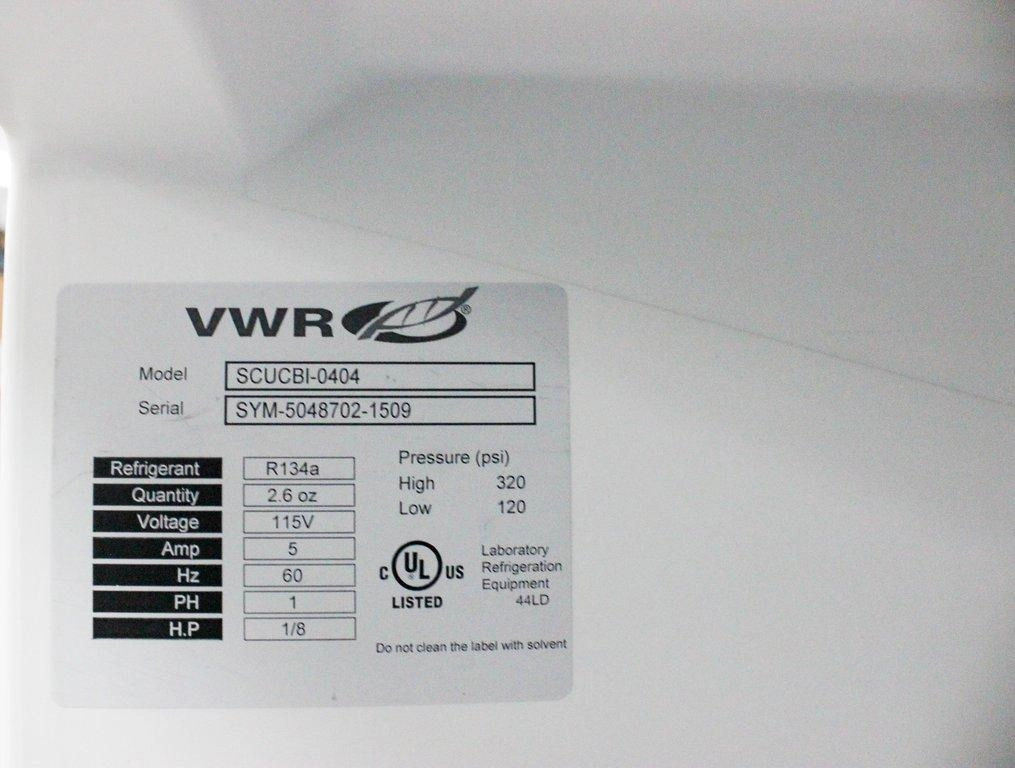 VWR®
Model SCUCBI-0404
Serial SYM-5048702-1509
Refrigerant R134a
Quantity 2.6 oz
Voltage 115V
Amp 5
Hz 60
PH 1
H.P 1/8
Pressure (psi)
High 320
Low 120
C UL® US
LISTED
Laboratory
Refrigeration
Equipment
44LD
Do not clean the label with solvent